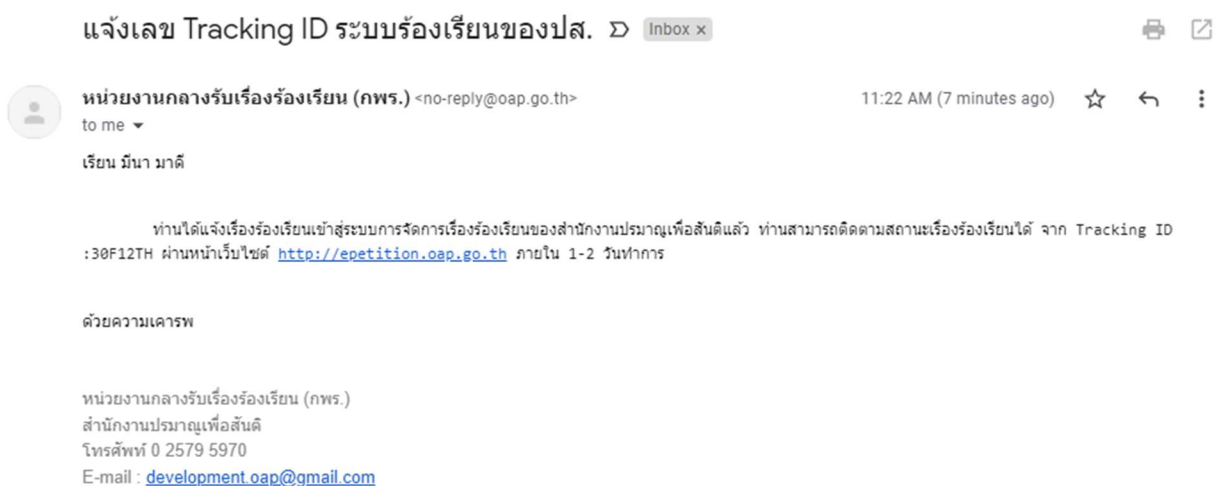 แจ้งเลข Tracking ID ระบบร้องเรียนของปส. Inbox x
หน่วยงานกลางรับเรื่องร้องเรียน (กพร.) <no-reply@oap.go.th> 11:22 AM (7 minutes ago)
to me
เรียน มีนา มาดี
ท่านได้แจ้งเรื่องร้องเรียนเข้าสู่ระบบการจัดการเรื่องร้องเรียนของสำนักงานปรมาณูเพื่อสันติแล้ว ท่านสามารถติดตามสถานะเรื่องร้องเรียนได้ จาก Tracking ID
:30F12TH ผ่านหน้าเว็บไซต์ http://epetition.oap.go.th ภายใน 1-2 วันทำการ
ด้วยความเคารพ
หน่วยงานกลางรับเรื่องร้องเรียน (กพร.)
สำนักงานปรมาณูเพื่อสันติ
โทรศัพท์ 0 2579 5970
E-mail : development.oap@gmail.com